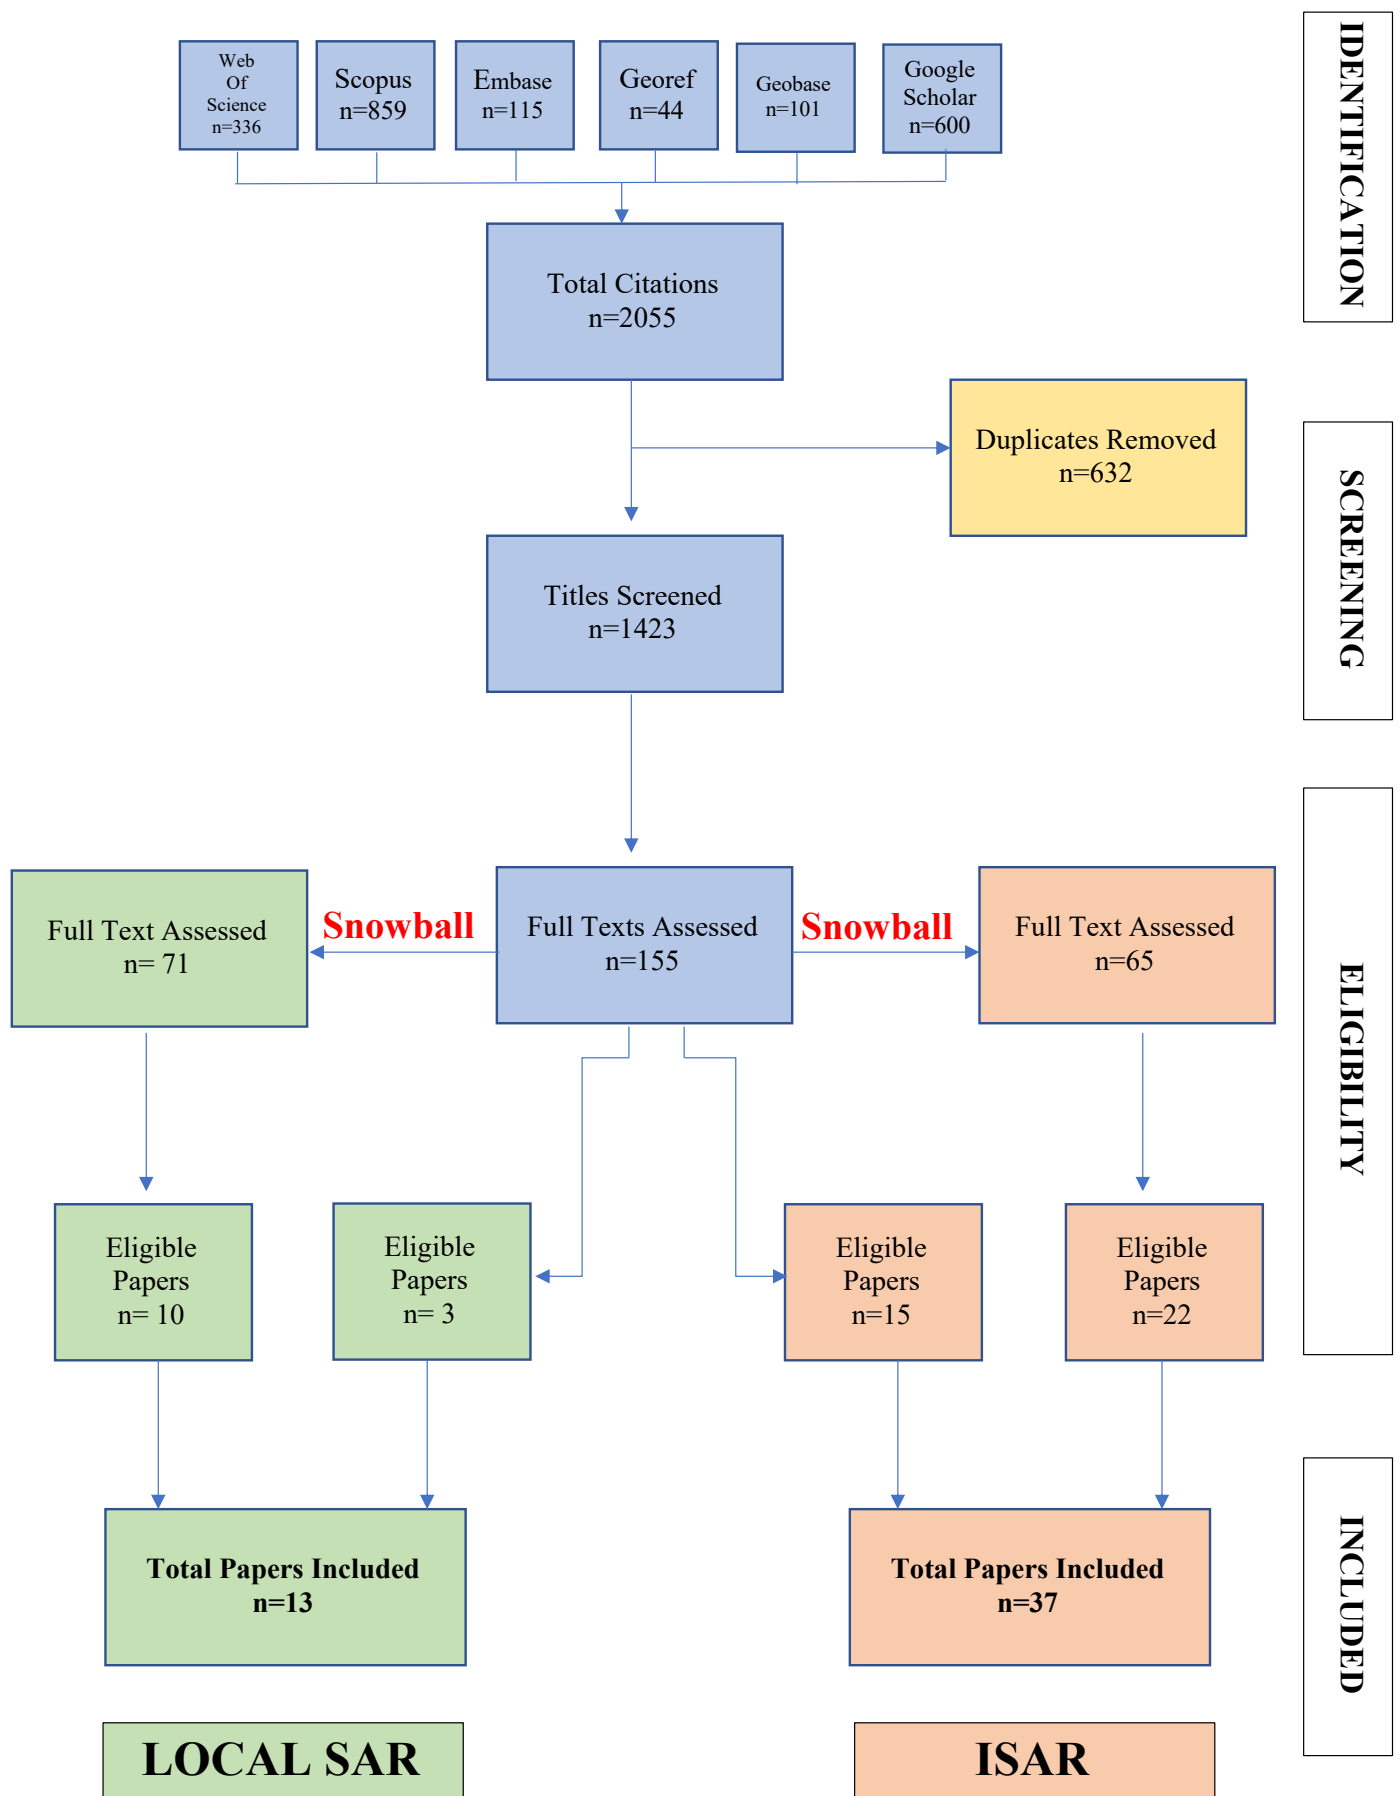 Web
Of
Science
n=336
Scopus
n=859
Embase
n=115
Georef
n=44
Geobase
n=101
Google
Scholar
n=600
IDENTIFICATION
Total Citations
n=2055
Duplicates Removed
n=632
SCREENING
Titles Screened
n=1423
Full Text Assessed
n= 71
Snowball
Full Texts Assessed
n=155
Snowball
Full Text Assessed
n=65
ELIGIBILITY
Eligible
Papers
n= 10
Eligible
Papers
n= 3
Eligible
Papers
n=15
Eligible
Papers
n=22
Total Papers Included
n=13
Total Papers Included
n=37
INCLUDED
LOCAL SAR
ISAR